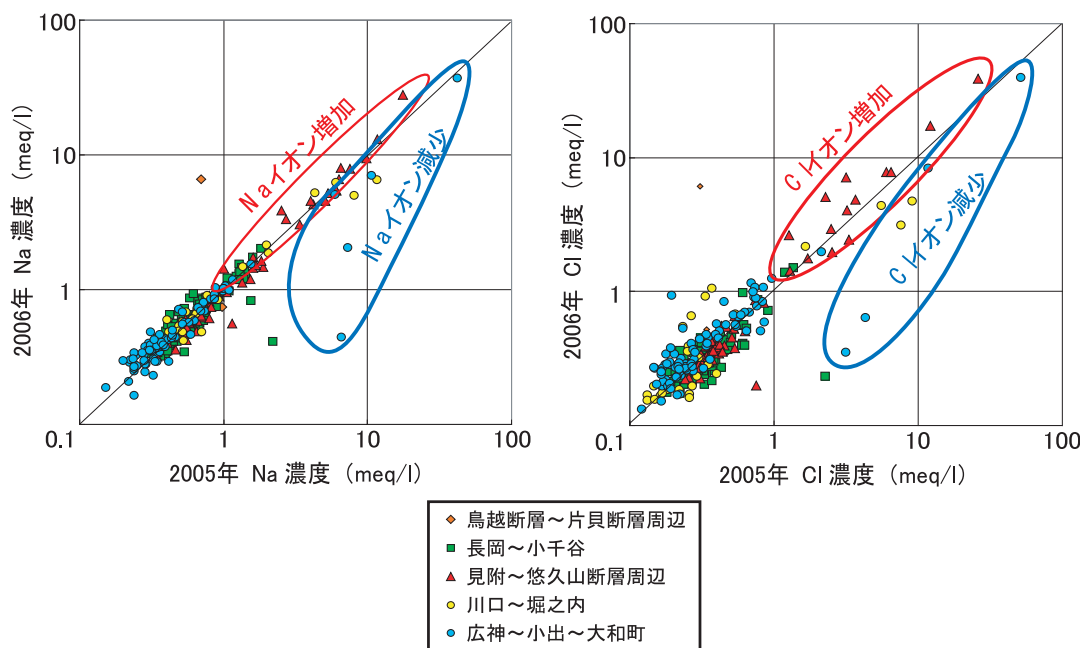 100
10
1
0.1
1
10
100
2006年 Na 濃度 (meq/l)
2005年 Na 濃度 (meq/l)
Naイオン増加
Naイオン減少
100
10
1
0.1
1
10
100
2006年 Cl 濃度 (meq/l)
2005年 Cl 濃度 (meq/l)
Clイオン増加
Clイオン減少
鳥越断層～片貝断層周辺
長岡～小千谷
見附～悠久山断層周辺
川口～堀之内
広神～小出～大和町